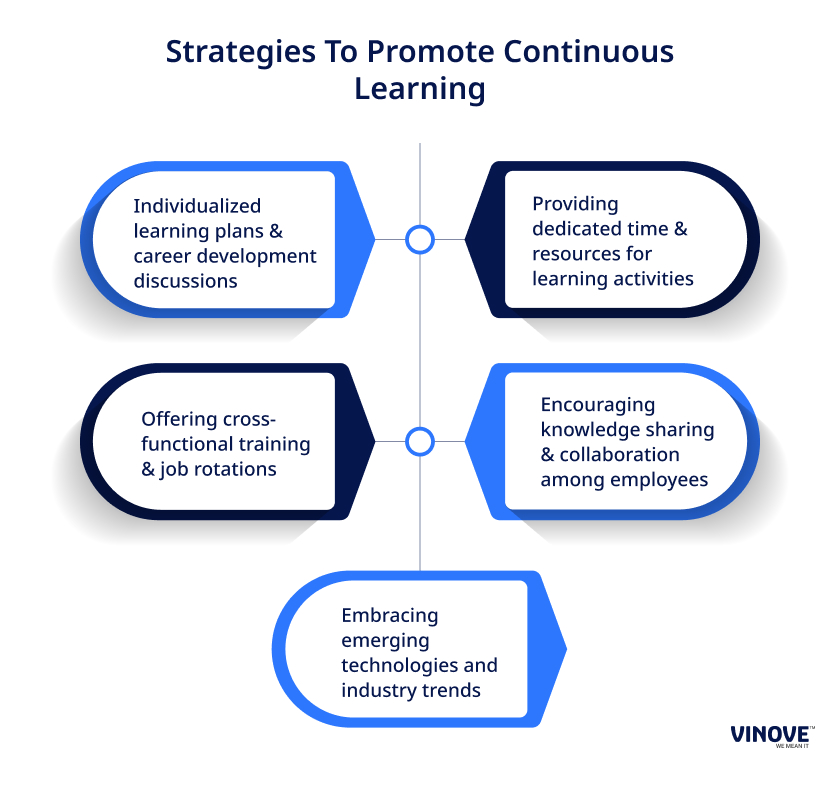 Strategies To Promote Continuous
Learning
Individualized
learning plans &
career development
discussions
Providing
dedicated time &
resources for
learning activities
Offering cross-
functional training
& job rotations
Encouraging
knowledge sharing
& collaboration
among employees
Embracing
emerging
technologies and
industry trends
VINOVE™
WE MEAN IT